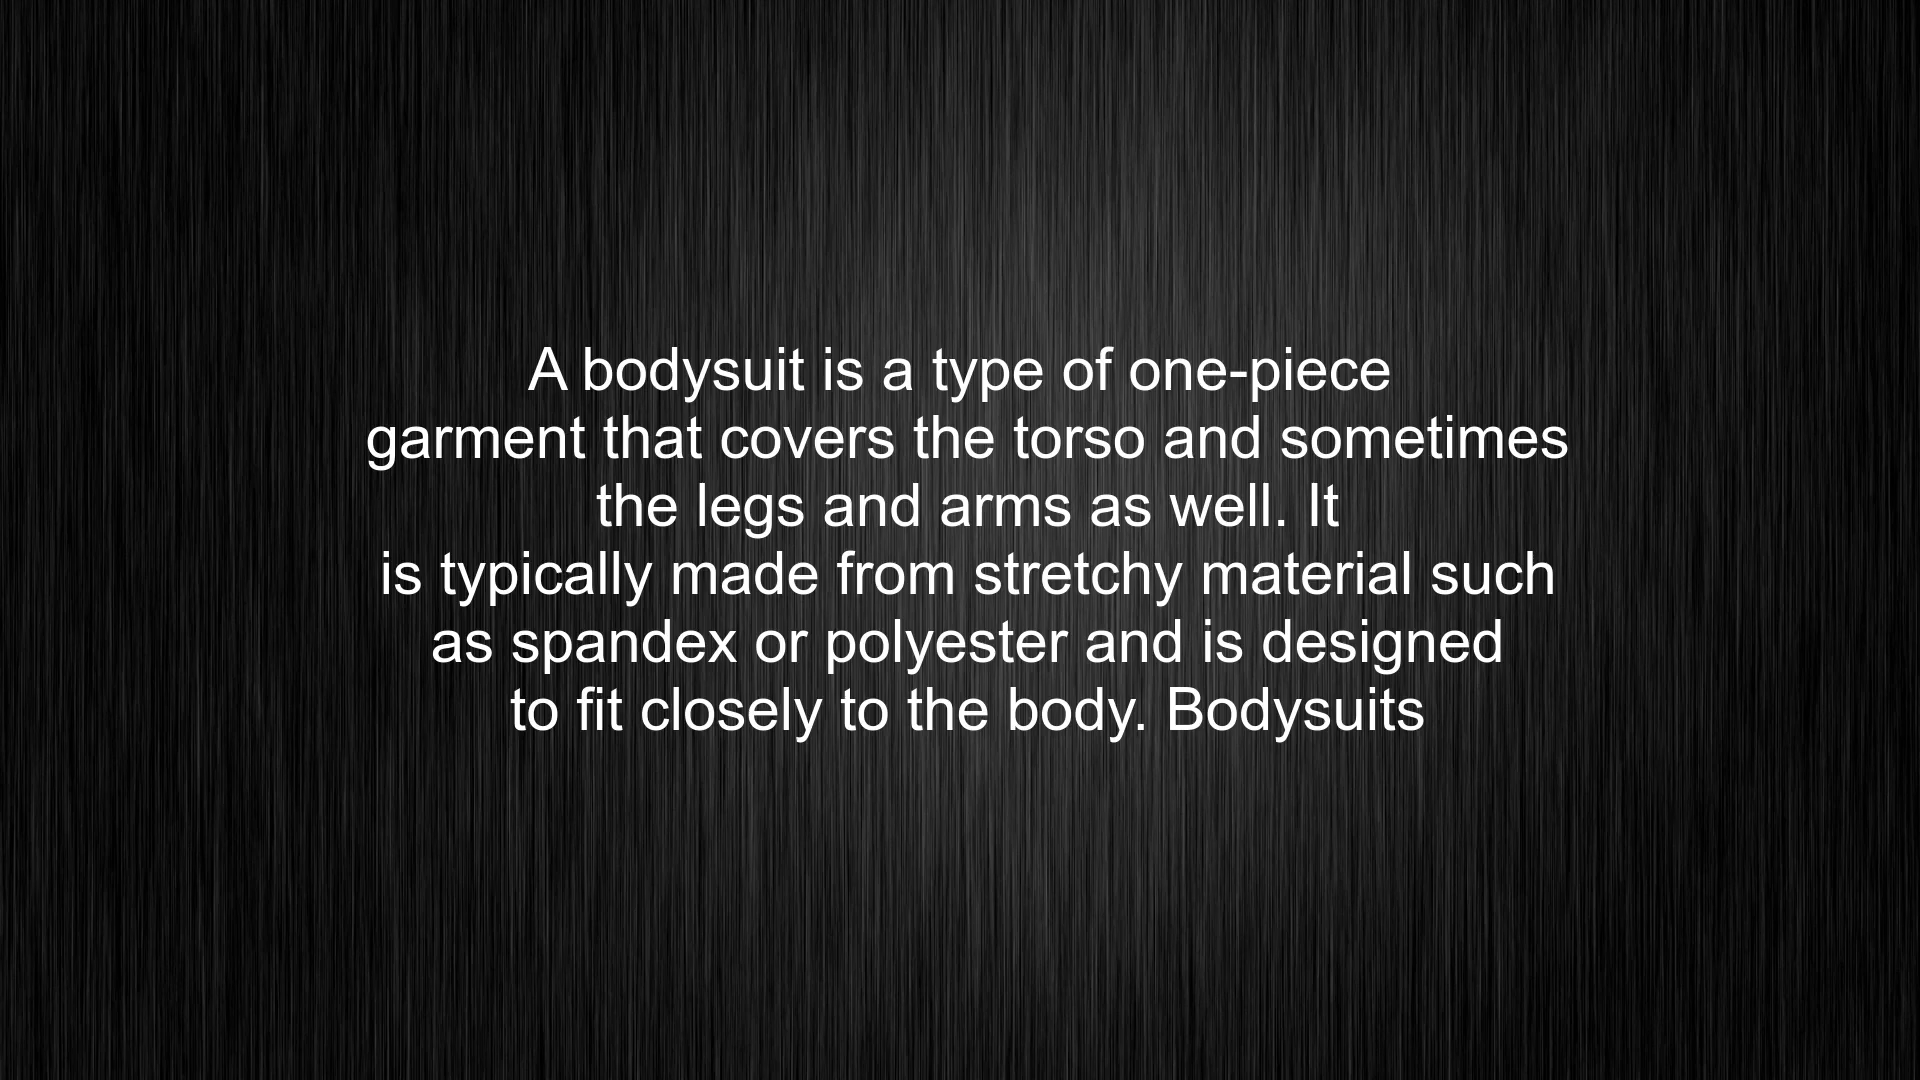 A bodysuit is a type of one-piece
garment that covers the torso and sometimes
the legs and arms as well. It
is typically made from stretchy material such
as spandex or polyester and is designed
to fit closely to the body. Bodysuits